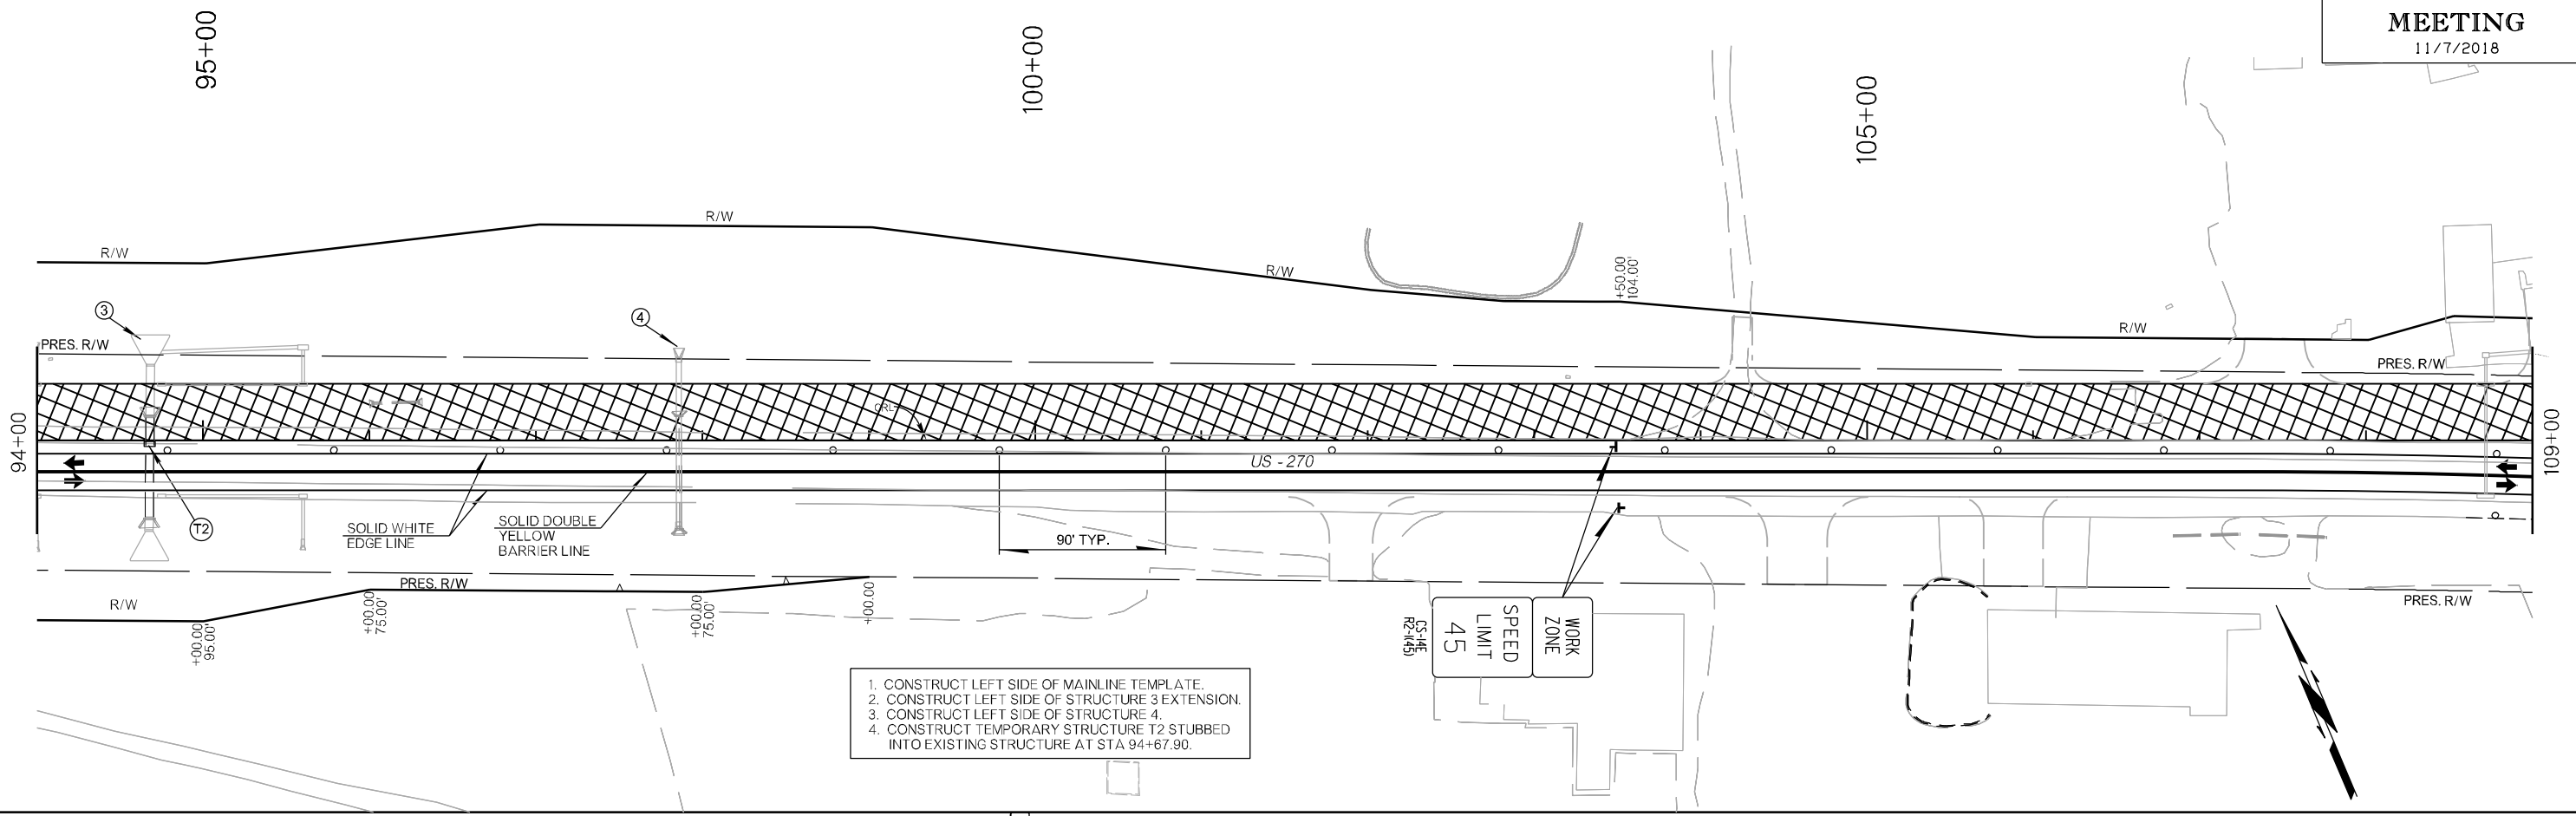 MEETING
11/7/2018
95+00
100+00
105+00
R/W
R/W
R/W
+50.00
104.00'
R/W
3
4
PRES. R/W
PRES. R/W
CRL
94+00
109+00
US - 270
T2
SOLID WHITE
EDGE LINE
SOLID DOUBLE
YELLOW
BARRIER LINE
90' TYP.
R/W
PRES. R/W
PRES. R/W
+00.00
95.00'
+00.00
75.00'
+00.00
75.00'
+00.00
WORK
ZONE
SPEED
LIMIT
45
CS-14E
R2-1(45)
1. CONSTRUCT LEFT SIDE OF MAINLINE TEMPLATE.
2. CONSTRUCT LEFT SIDE OF STRUCTURE 3 EXTENSION.
3. CONSTRUCT LEFT SIDE OF STRUCTURE 4.
4. CONSTRUCT TEMPORARY STRUCTURE T2 STUBBED
INTO EXISTING STRUCTURE AT STA 94+67.90.